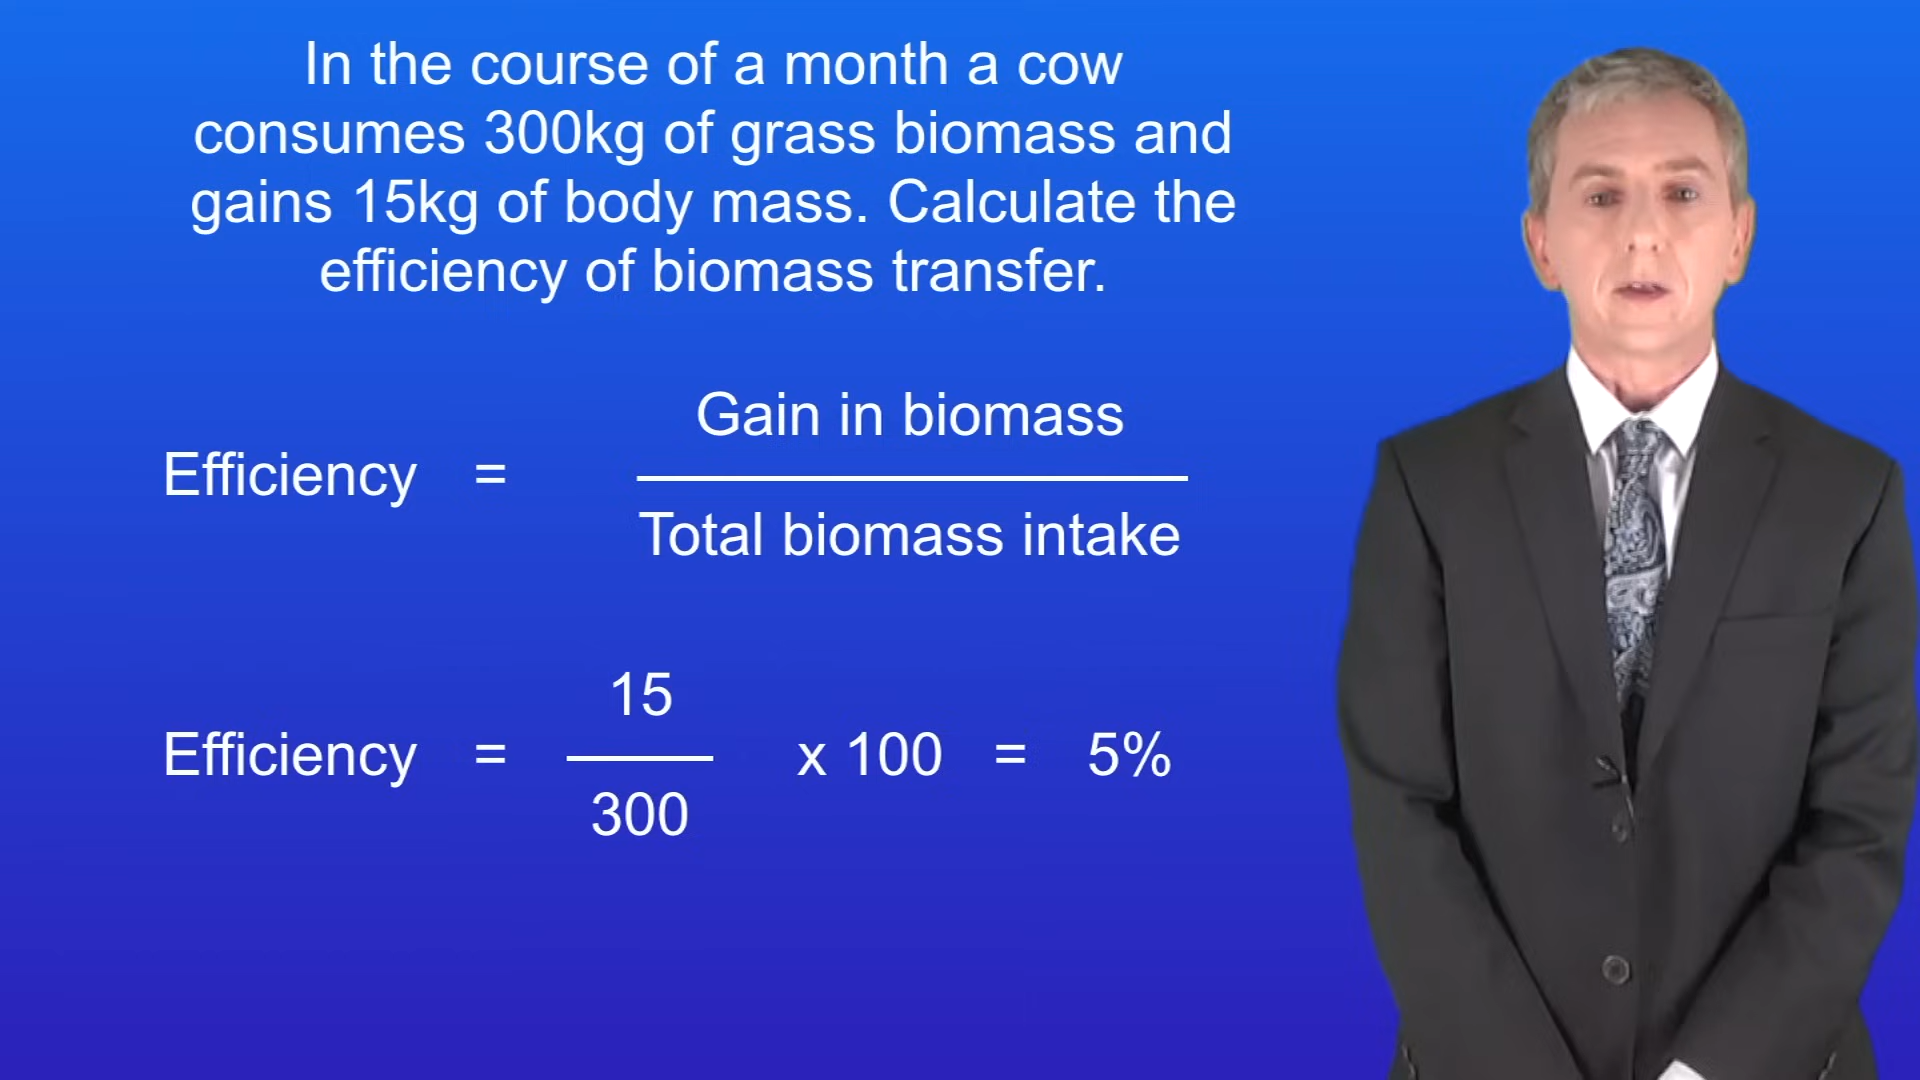 In the course of a month a cow
consumes 300kg of grass biomass and
gains 15kg of body mass. Calculate the
efficiency of biomass transfer.
Gain in biomass
Efficiency =
Total biomass intake
15
Efficiency = x 100 = 5%
300